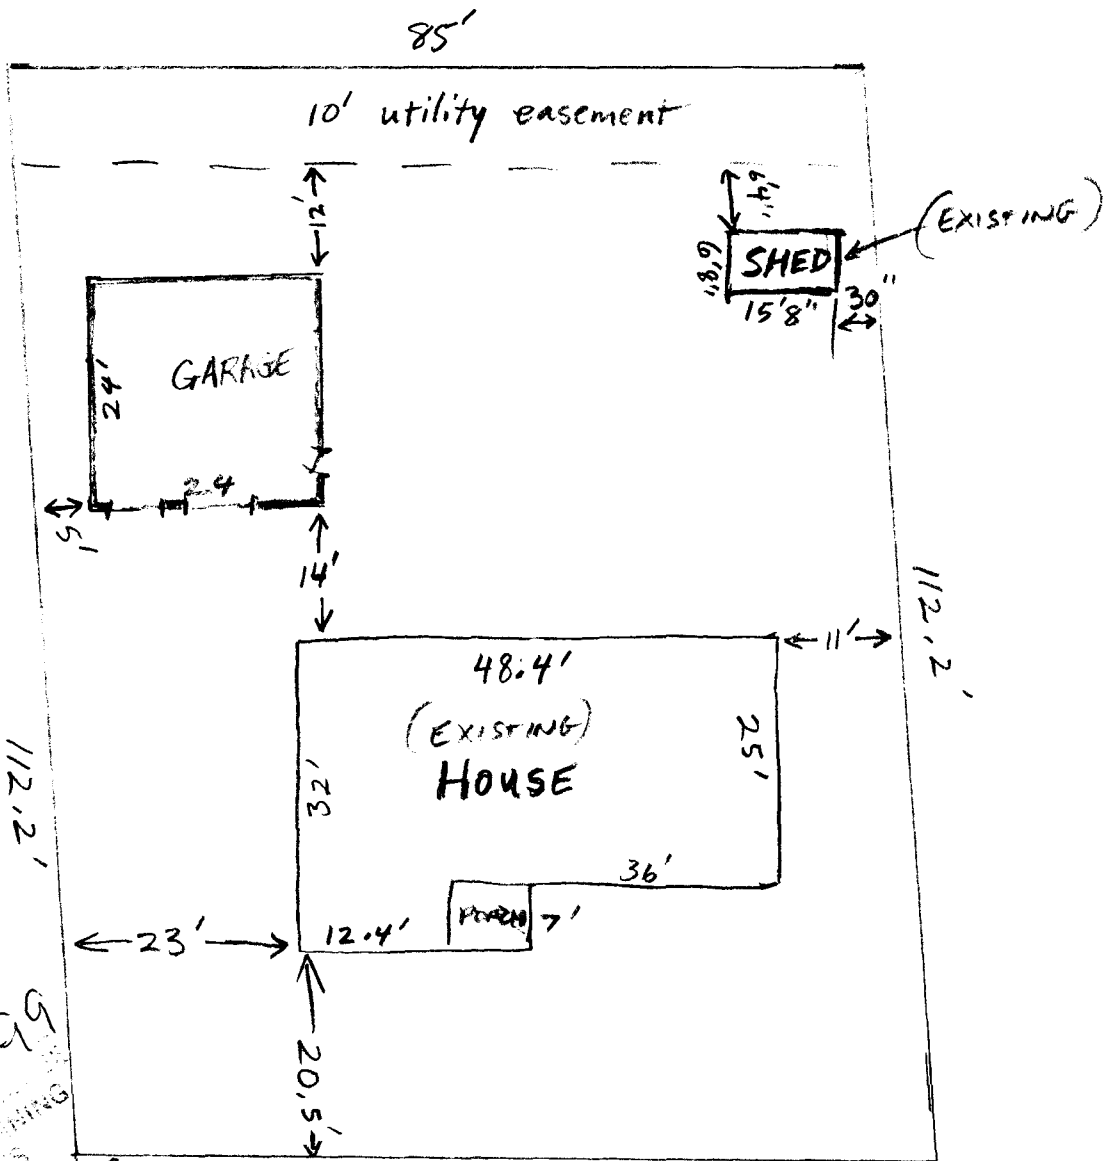 85'
10' utility easement
12'
6'4"
(EXISTING)
SHED
6'8"
15'8"
30"
GARAGE
24'
24
5'
14'
112.2'
11'
48.4'
(EXISTING)
HOUSE
25'
32'
112.2'
36'
PORCH 7'
12.4'
23'
20.5'